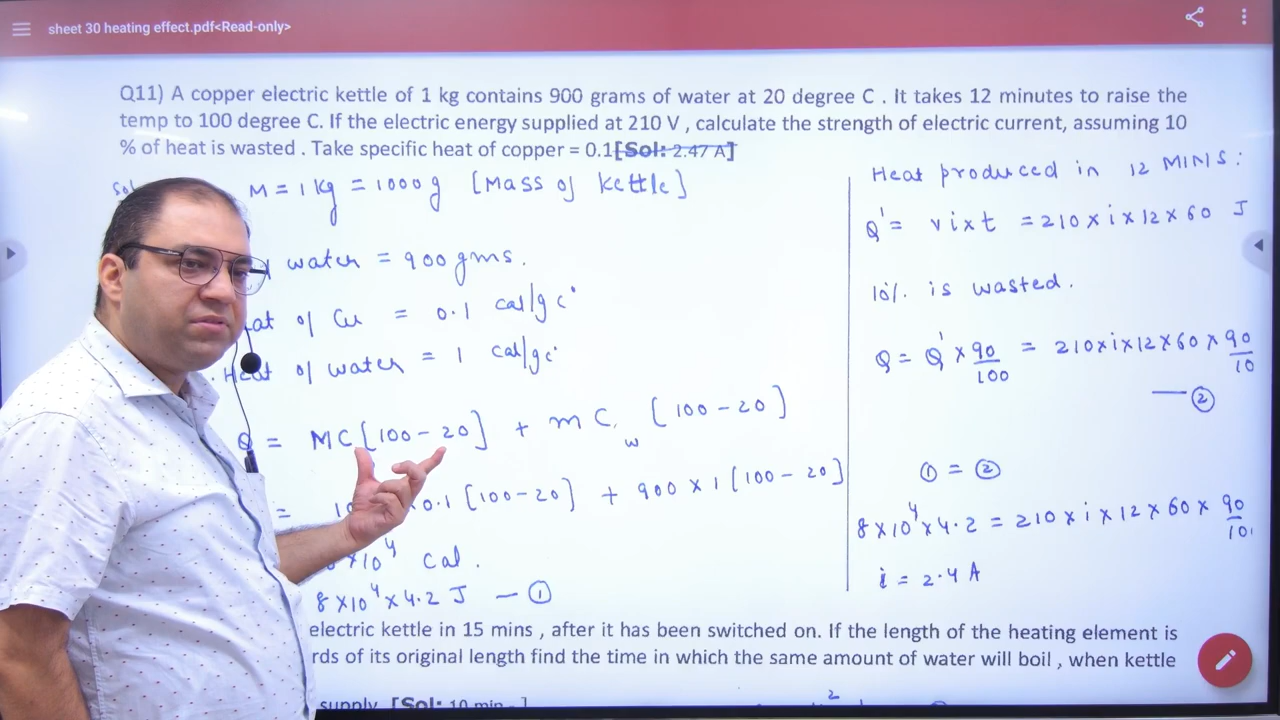 sheet 30 heating effect.pdf<Read-only>
Q11) A copper electric kettle of 1 kg contains 900 grams of water at 20 degree C . It takes 12 minutes to raise the
temp to 100 degree C. If the electric energy supplied at 210 V , calculate the strength of electric current, assuming 10
% of heat is wasted . Take specific heat of copper = 0.1[Sol: 2.47 A]
Sol
M = 1 kg = 1000 g [Mass of kettle]
water = 900 gms.
of Cu = 0.1 cal/g c°
Heat of water = 1 cal/g c°
Q = MC[100-20] + m Cw [100-20]
= 0.1 [100-20] + 900 × 1 [100-20]
×10⁴ Cal.
8 ×10⁴ × 4.2 J — ①
Heat produced in 12 MINS :
Q' = vixt = 210 × i × 12 × 60 J
10% is wasted.
Q = Q' × 90/100 = 210×i×12×60 × 90/10
— ②
① = ②
8×10⁴×4.2 = 210 × i × 12 × 60 × 90/10
i = 2.4 A
electric kettle in 15 mins , after it has been switched on. If the length of the heating element is
rds of its original length find the time in which the same amount of water will boil , when kettle
supply [Sol: 10 min ]
2